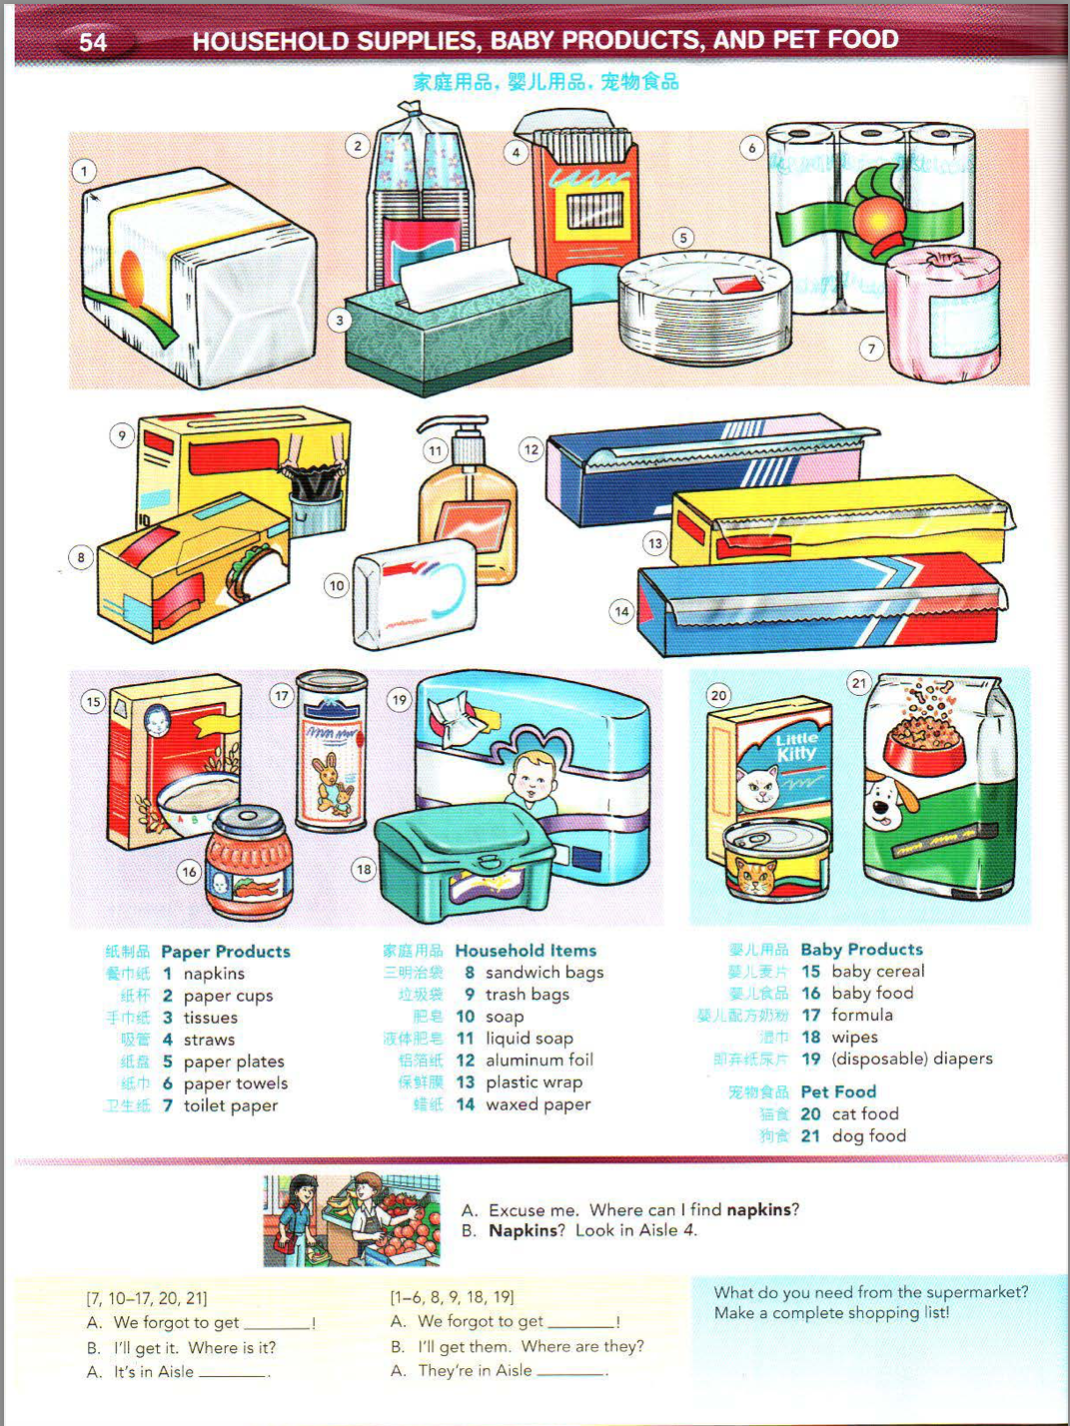 54
HOUSEHOLD SUPPLIES, BABY PRODUCTS, AND PET FOOD
家庭用品，婴儿用品，宠物食品
1
2
4
6
5
3
7
9
11
12
8
10
13
14
15
17
19
20
21
Little
Kitty
A B C
16
18
纸制品 Paper Products
餐巾纸 1 napkins
纸杯 2 paper cups
手巾纸 3 tissues
吸管 4 straws
纸盘 5 paper plates
纸巾 6 paper towels
卫生纸 7 toilet paper
家庭用品 Household Items
三明治袋 8 sandwich bags
垃圾袋 9 trash bags
肥皂 10 soap
液体肥皂 11 liquid soap
铝箔纸 12 aluminum foil
保鲜膜 13 plastic wrap
蜡纸 14 waxed paper
婴儿用品 Baby Products
婴儿麦片 15 baby cereal
婴儿食品 16 baby food
婴儿配方奶粉 17 formula
湿巾 18 wipes
即弃纸尿片 19 (disposable) diapers
宠物食品 Pet Food
猫食 20 cat food
狗食 21 dog food
A. Excuse me. Where can I find napkins?
B. Napkins? Look in Aisle 4.
[7, 10–17, 20, 21]
A. We forgot to get ______!
B. I'll get it. Where is it?
A. It's in Aisle ______.
[1–6, 8, 9, 18, 19]
A. We forgot to get ______!
B. I'll get them. Where are they?
A. They're in Aisle ______.
What do you need from the supermarket?
Make a complete shopping list!